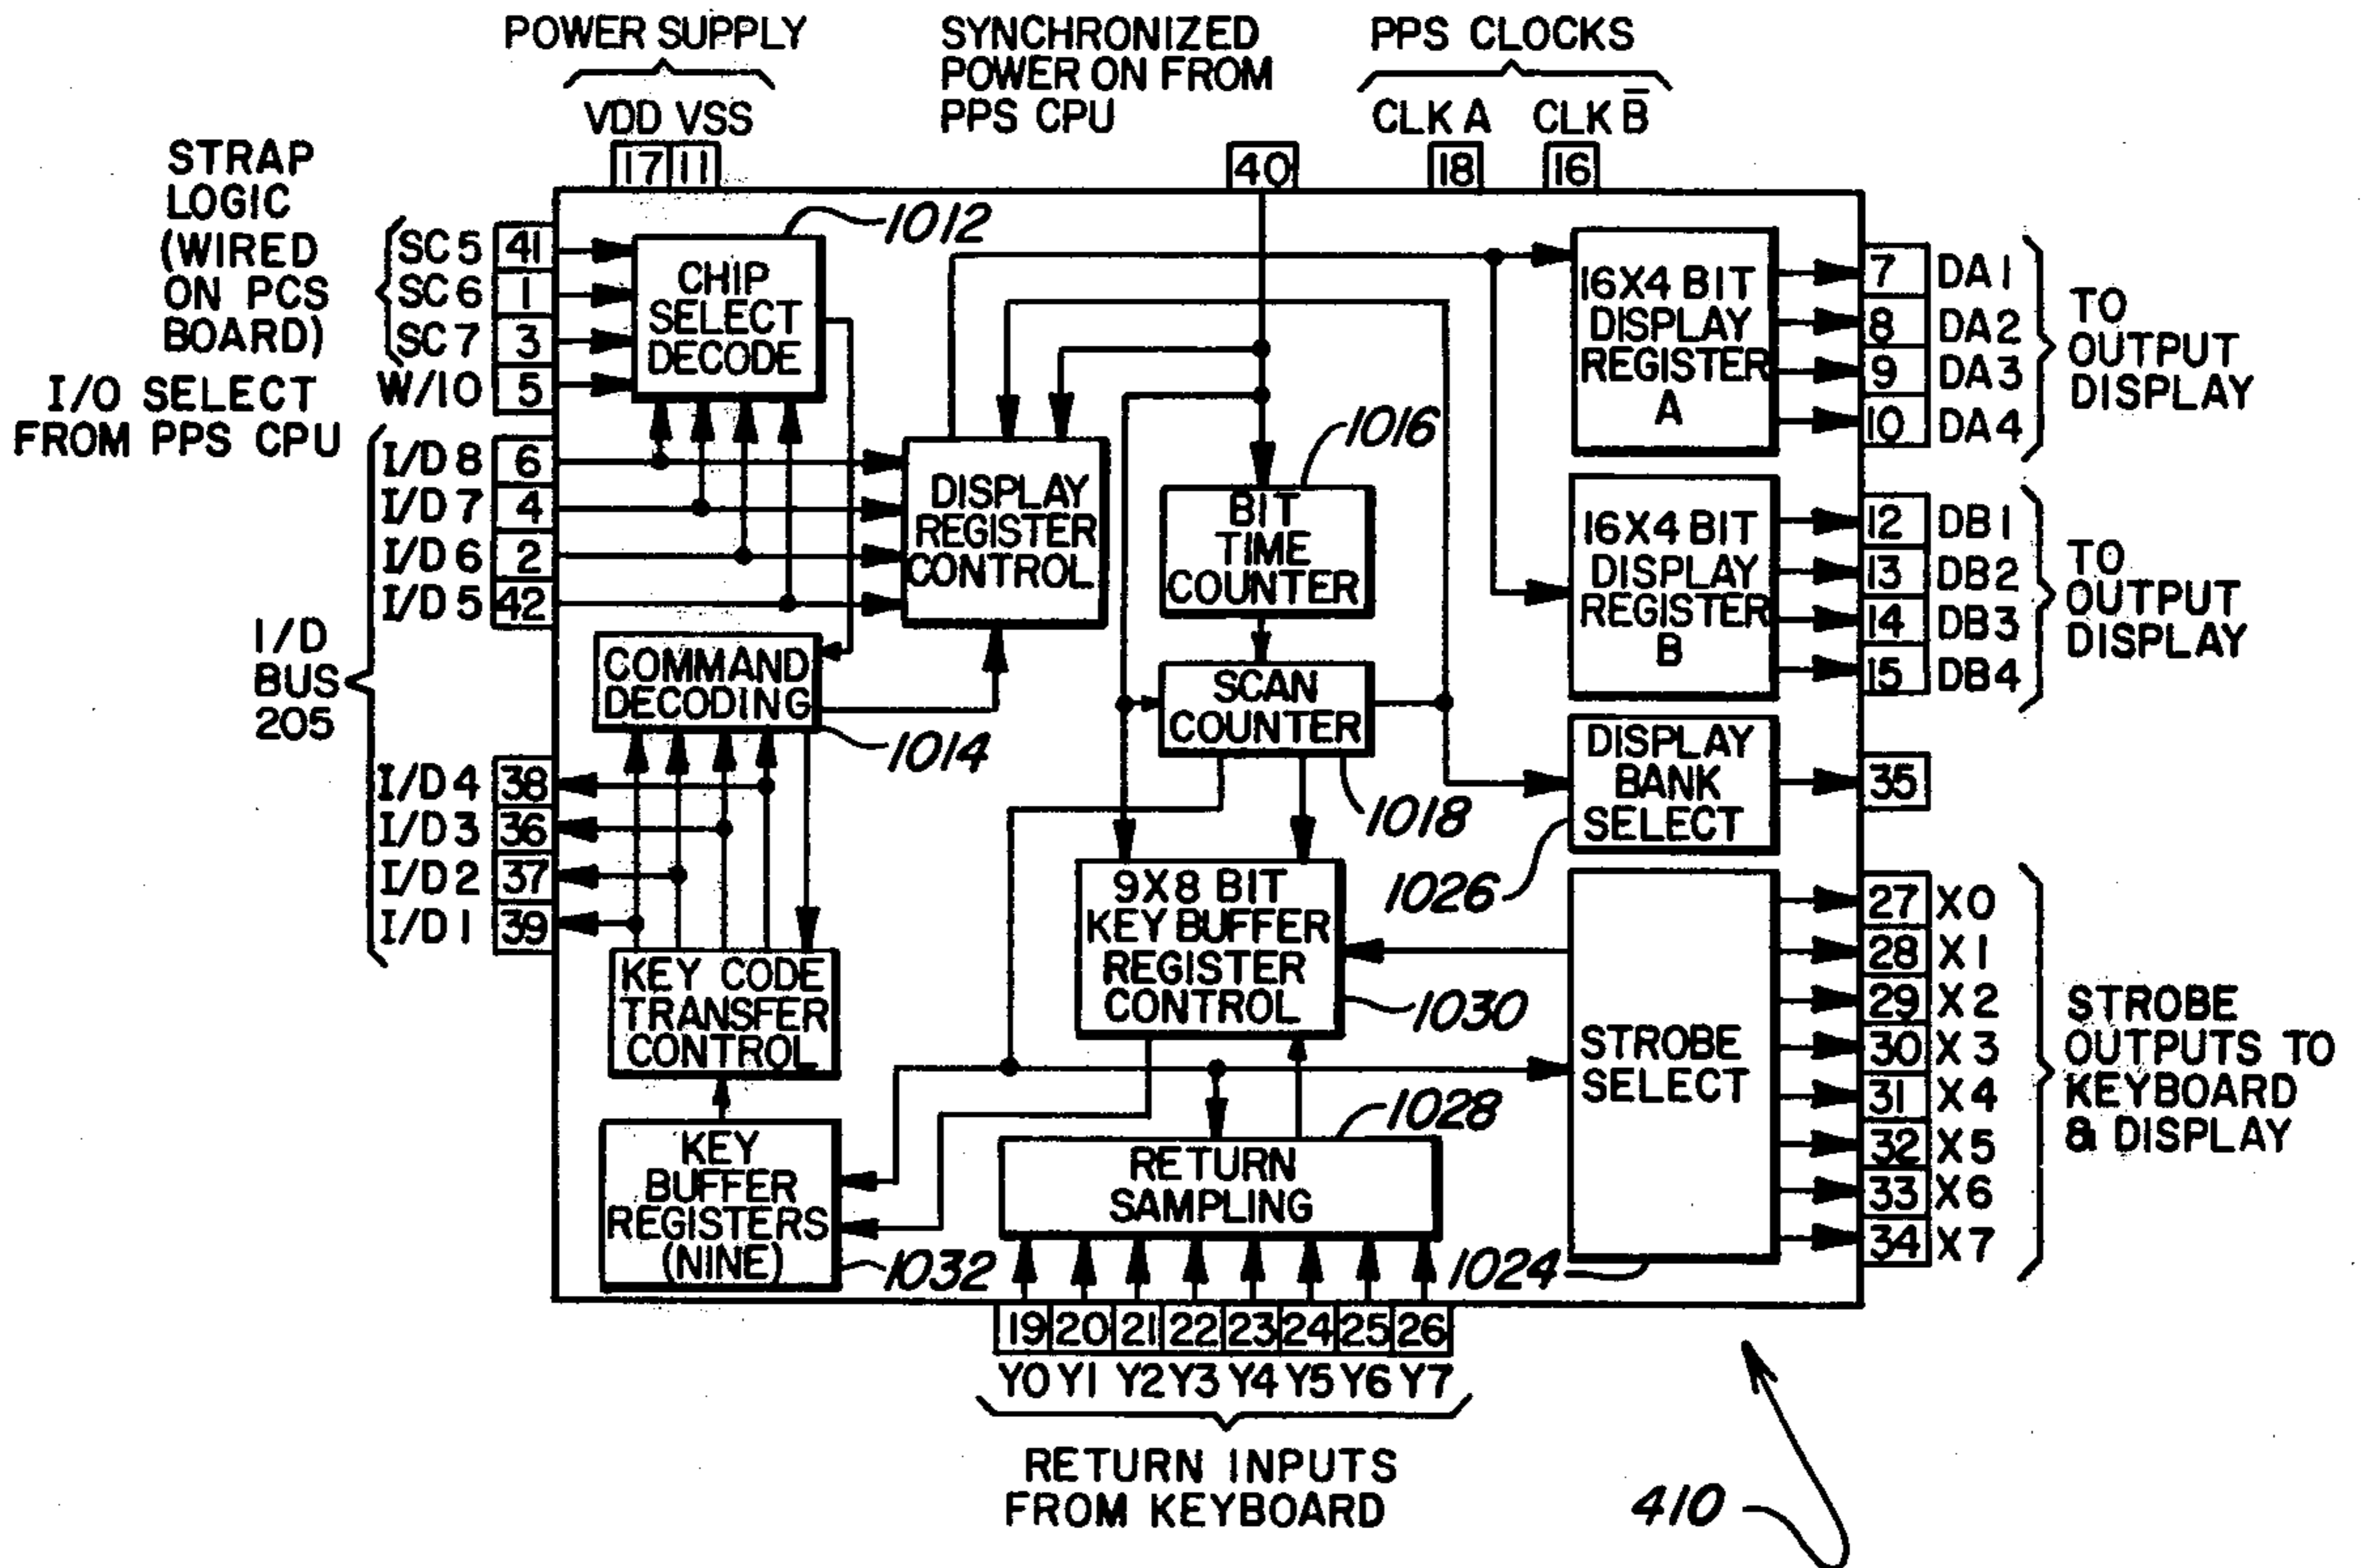 POWER SUPPLY
VDD VSS
17 11
SYNCHRONIZED
POWER ON FROM
PPS CPU
40
PPS CLOCKS
CLK A CLK B̅
18 16
STRAP
LOGIC
(WIRED
ON PCS
BOARD)
SC5 41
SC6 1
SC7 3
W/IO 5
I/O SELECT
FROM PPS CPU
I/D8 6
I/D7 4
I/D6 2
I/D5 42
I/D
BUS
205
I/D4 38
I/D3 36
I/D2 37
I/D1 39
CHIP
SELECT
DECODE
1012
DISPLAY
REGISTER
CONTROL
COMMAND
DECODING
1014
KEY CODE
TRANSFER
CONTROL
KEY
BUFFER
REGISTERS
(NINE)
1032
BIT
TIME
COUNTER
1016
SCAN
COUNTER
1018
9X8 BIT
KEY BUFFER
REGISTER
CONTROL
1030
RETURN
SAMPLING
1028
16X4 BIT
DISPLAY
REGISTER
A
16X4 BIT
DISPLAY
REGISTER
B
DISPLAY
BANK
SELECT
1026
STROBE
SELECT
1024
7 DA1
8 DA2
9 DA3
10 DA4
TO
OUTPUT
DISPLAY
12 DB1
13 DB2
14 DB3
15 DB4
TO
OUTPUT
DISPLAY
35
27 X0
28 X1
29 X2
30 X3
31 X4
32 X5
33 X6
34 X7
STROBE
OUTPUTS TO
KEYBOARD
& DISPLAY
19 20 21 22 23 24 25 26
Y0 Y1 Y2 Y3 Y4 Y5 Y6 Y7
RETURN INPUTS
FROM KEYBOARD
410